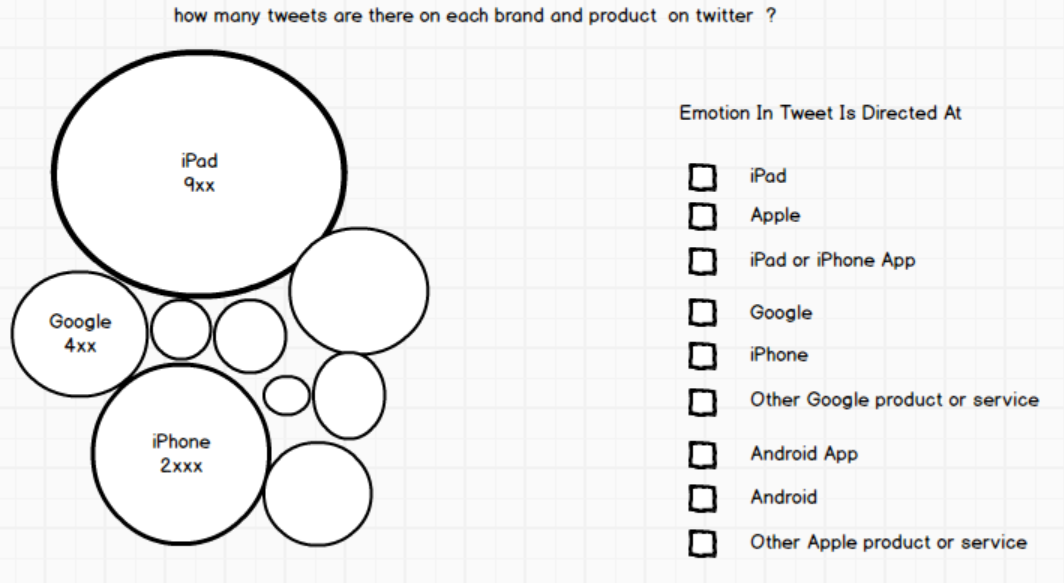 how many tweets are there on each brand and product on twitter ?
iPad
9xx
Google
4xx
iPhone
2xxx
Emotion In Tweet Is Directed At
iPad
Apple
iPad or iPhone App
Google
iPhone
Other Google product or service
Android App
Android
Other Apple product or service